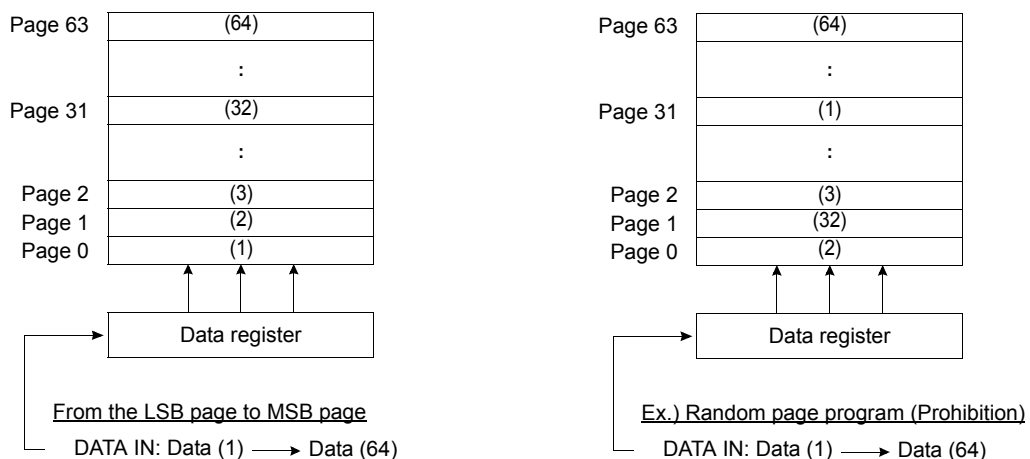 Page 63 (64)
:
Page 31 (32)
:
Page 2 (3)
Page 1 (2)
Page 0 (1)
Data register
From the LSB page to MSB page
DATA IN: Data (1) Data (64)
Page 63 (64)
:
Page 31 (1)
:
Page 2 (3)
Page 1 (32)
Page 0 (2)
Data register
Ex.) Random page program (Prohibition)
DATA IN: Data (1) Data (64)